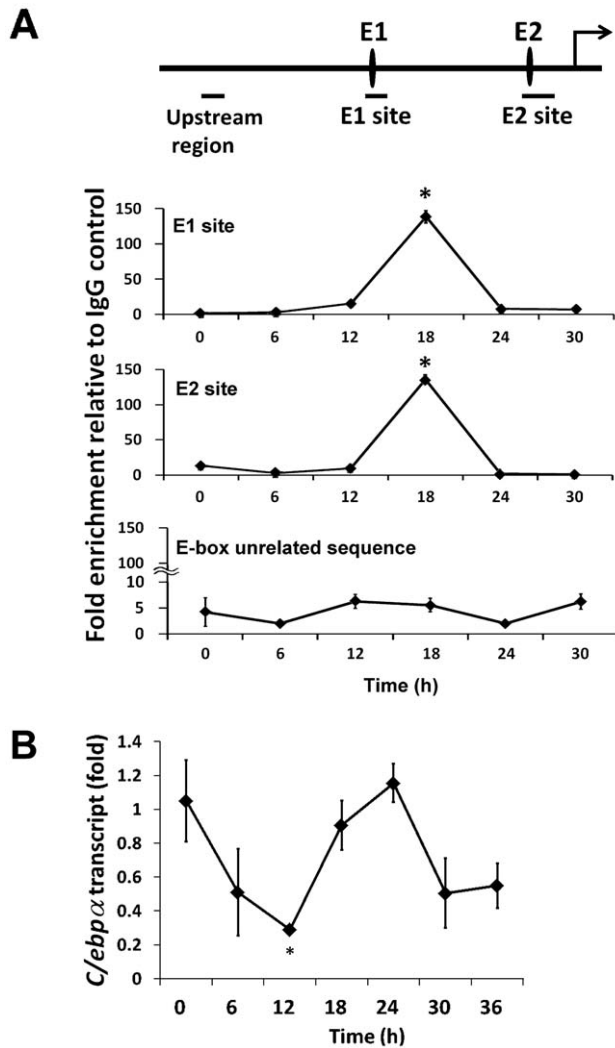 A
E1 E2
Upstream region
E1 site
E2 site
Fold enrichment relative to IgG control
150
100
50
0
E1 site
*
0 6 12 18 24 30
150
100
50
0
E2 site
*
0 6 12 18 24 30
150
100
10
5
0
E-box unrelated sequence
0 6 12 18 24 30
Time (h)
B
C/ebpα transcript (fold)
1.4
1.2
1
0.8
0.6
0.4
0.2
0
*
0 6 12 18 24 30 36
Time (h)